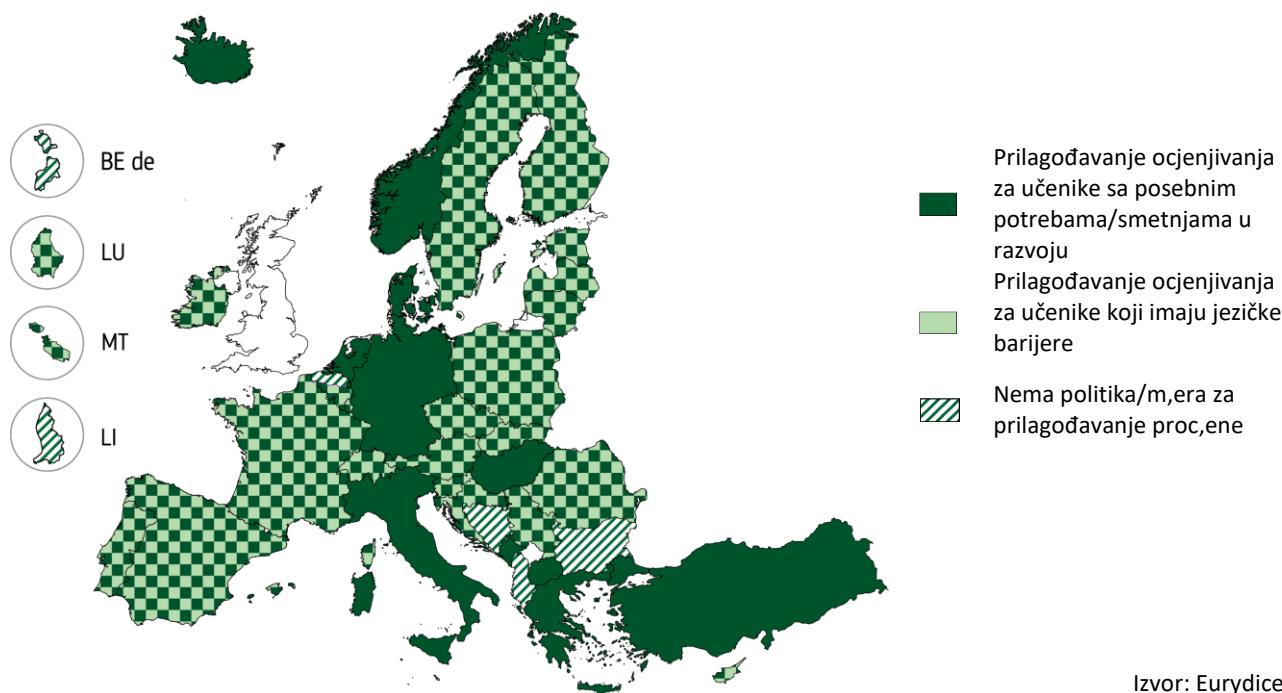 BE de
LU
MT
LI
Prilagođavanje ocjenjivanja
za učenike sa posebnim
potrebama/smetnjama u
razvoju
Prilagođavanje ocjenjivanja
za učenike koji imaju jezičke
barijere
Nema politika/m,era za
prilagođavanje proc,ene
Izvor: Eurydice